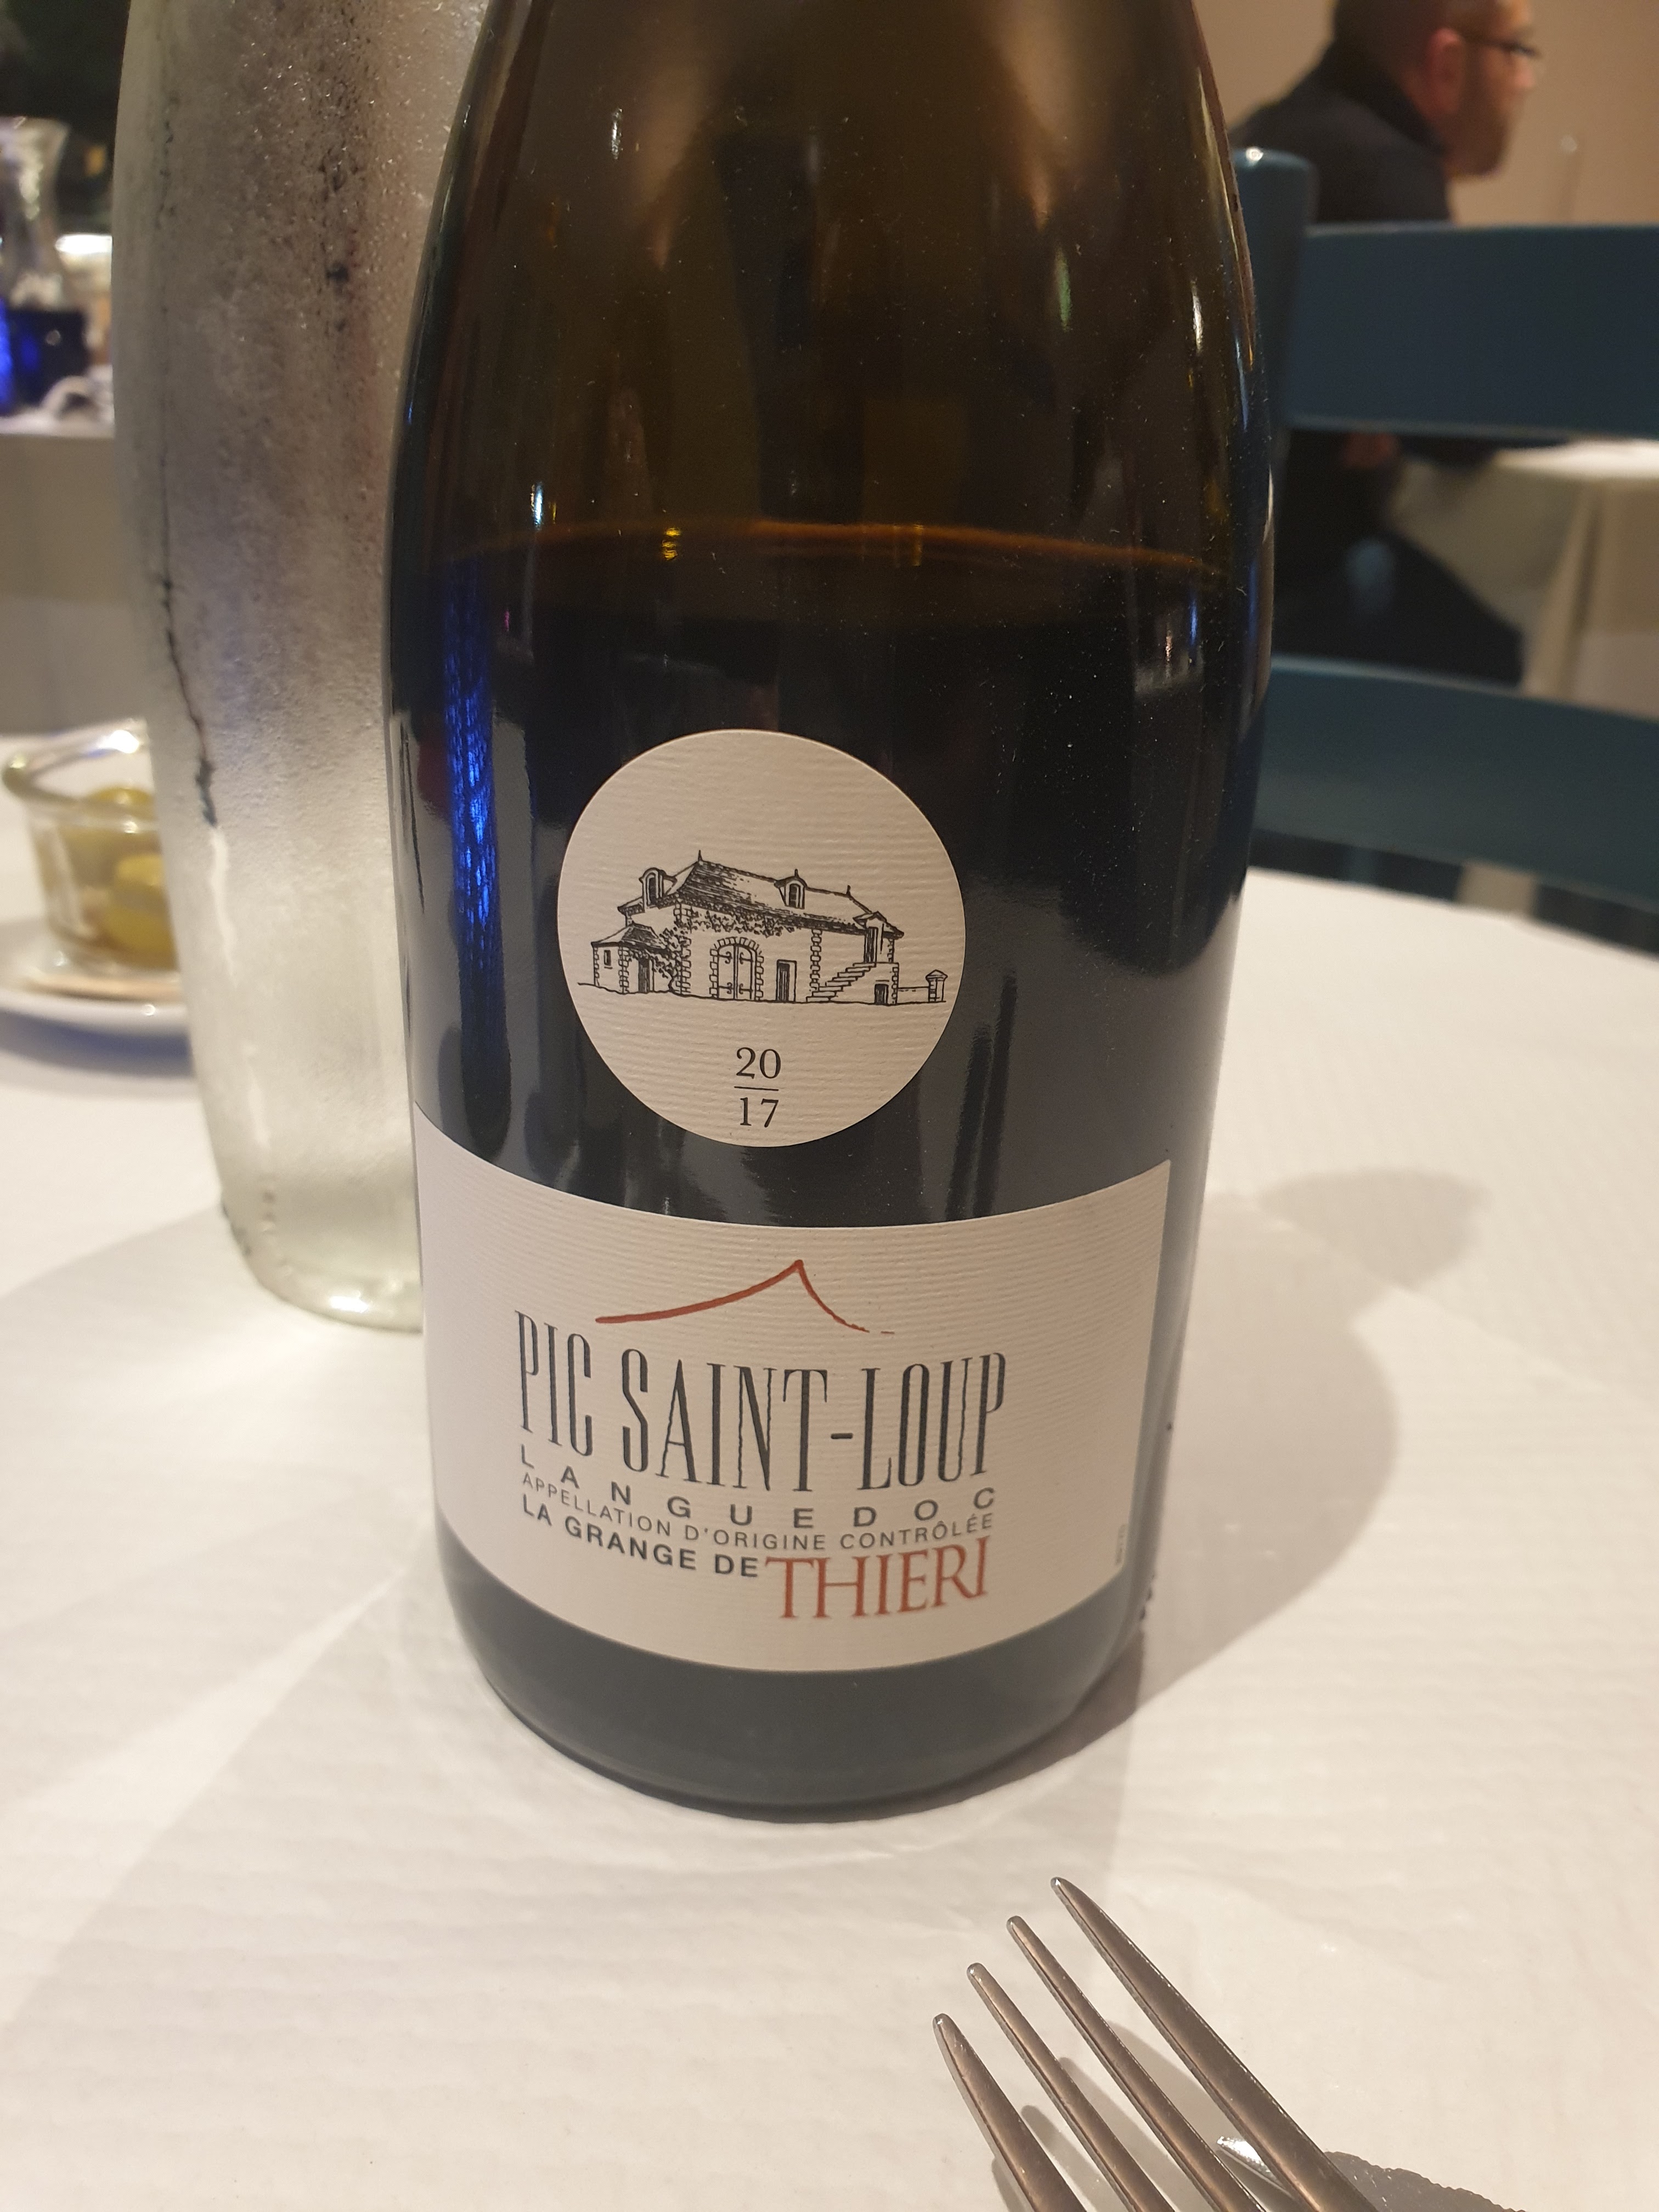 20
17
PIC SAINT-LOUP
LANGUEDOC
APPELLATION D'ORIGINE CONTRÔLÉE
LA GRANGE DE THIERI